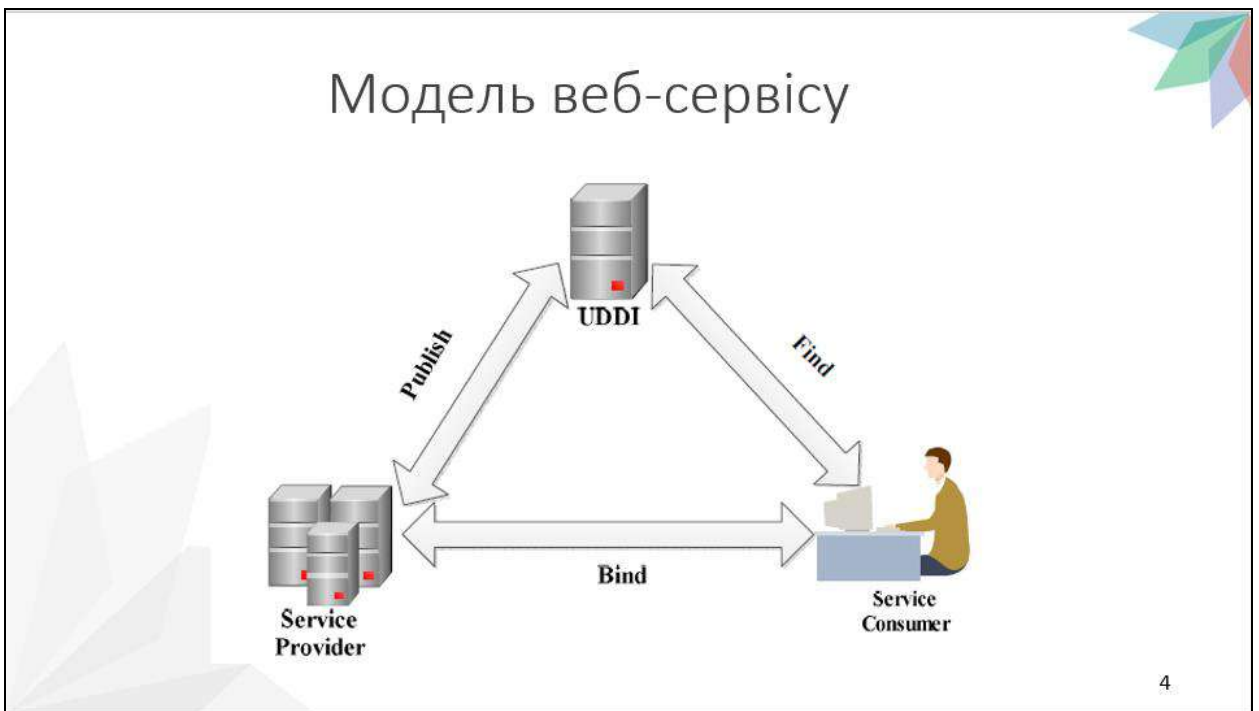 Модель веб-сервісу
UDDI
Publish
Find
Bind
Service
Provider
Service
Consumer
4